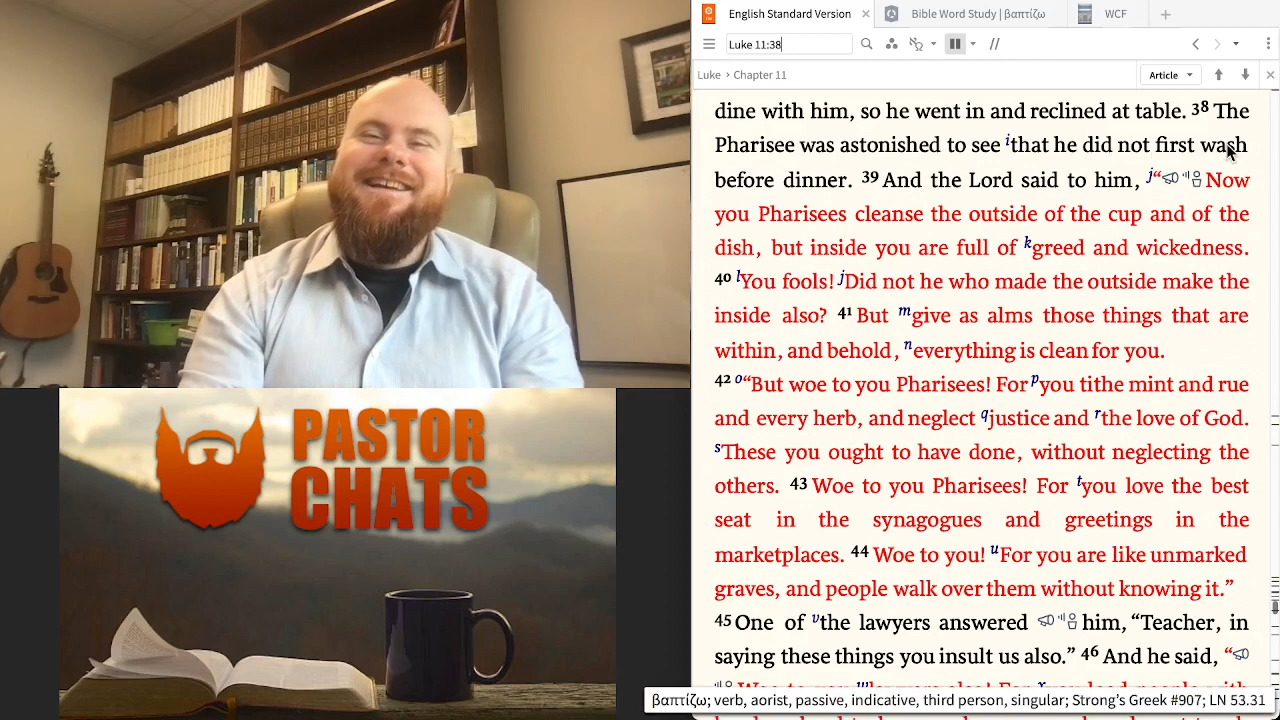 English Standard Version
Bible Word Study | βαπτίζω
WCF
Luke 11:38
Luke › Chapter 11
Article
dine with him, so he went in and reclined at table. 38 The
Pharisee was astonished to see i that he did not first wash
before dinner. 39 And the Lord said to him, j“Now
you Pharisees cleanse the outside of the cup and of the
dish, but inside you are full of k greed and wickedness.
40 l You fools! j Did not he who made the outside make the
inside also? 41 But m give as alms those things that are
within, and behold, n everything is clean for you.
42 o “But woe to you Pharisees! For p you tithe mint and rue
and every herb, and neglect q justice and r the love of God.
s These you ought to have done, without neglecting the
others. 43 Woe to you Pharisees! For t you love the best
seat in the synagogues and greetings in the
marketplaces. 44 Woe to you! u For you are like unmarked
graves, and people walk over them without knowing it.”
45 One of v the lawyers answered him, “Teacher, in
saying these things you insult us also.” 46 And he said, “
βαπτίζω; verb, aorist, passive, indicative, third person, singular; Strong’s Greek #907; LN 53.31
PASTOR
CHATS